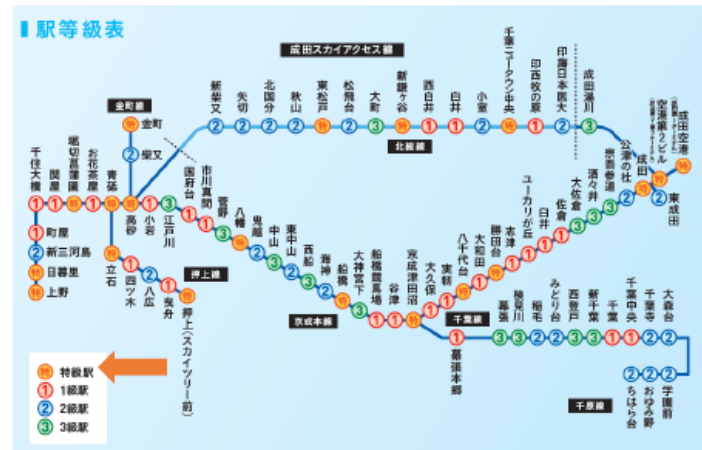 駅等級表
成田スカイアクセス線
新柴又
矢切
北国分
秋山
東松戸
松飛台
大町
新鎌ヶ谷
西白井
白井
小室
千葉ニュータウン中央
印西牧の原
印旛日本医大
成田湯川
空港第2ビル
成田空港
北総線
金町線
金町
柴又
千住大橋
関屋
堀切菖蒲園
お花茶屋
青砥
高砂
小岩
江戸川
国府台
市川真間
菅野
八幡
鬼越
中山
東中山
西船
海神
船橋
大神宮下
船橋競馬場
谷津
京成津田沼
大久保
実籾
八千代台
大和田
勝田台
志津
ユーカリが丘
臼井
佐倉
大佐倉
酒々井
宗吾参道
公津の杜
成田
東成田
町屋
新三河島
日暮里
上野
立石
四ツ木
八広
曳舟
押上(スカイツリー前)
押上線
京成本線
千葉線
幕張本郷
幕張
検見川
稲毛
みどり台
西登戸
新千葉
千葉
千葉中央
千葉寺
大森台
学園前
おゆみ野
ちはら台
千原線
特 特級駅
1 1級駅
2 2級駅
3 3級駅